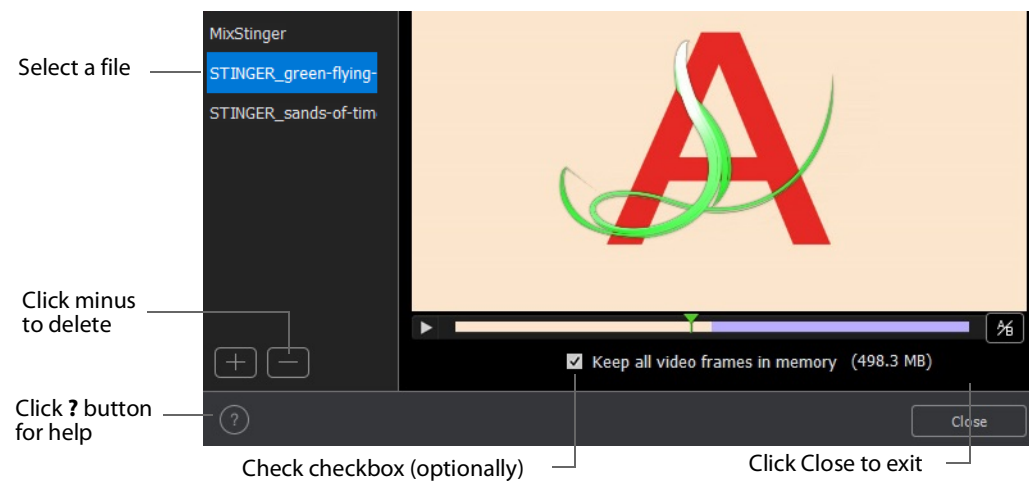 MixStinger
Select a file
STINGER_green-flying-
STINGER_sands-of-tim
A
Click minus
to delete
A/B
Keep all video frames in memory (498.3 MB)
Click ? button
for help
?
Close
Check checkbox (optionally)
Click Close to exit